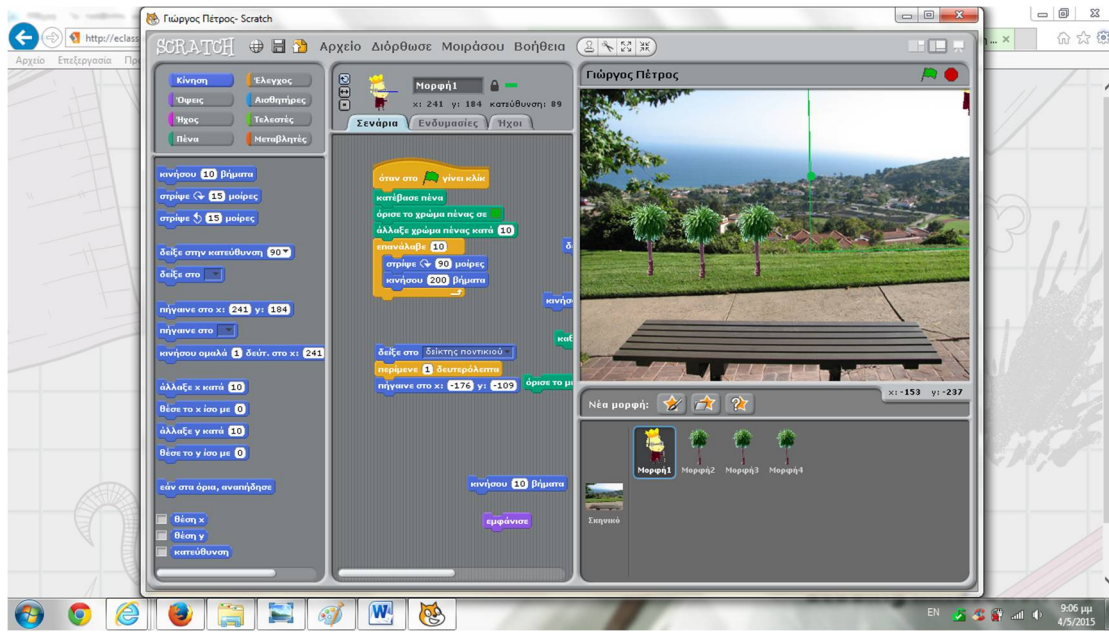 Γιώργος Πέτρος- Scratch
http://eclass
Αρχείο Επεξεργασία
SCRATCH Αρχείο Διόρθωσε Μοιράσου Βοήθεια
Κίνηση Έλεγχος
Όψεις Αισθητήρες
Ήχος Τελεστές
Πένα Μεταβλητές
κινήσου 10 βήματα
στρίψε 15 μοίρες
στρίψε 15 μοίρες
δείξε στην κατεύθυνση 90
δείξε στο
πήγαινε στο x: 241 y: 184
πήγαινε στο
κινήσου ομαλά 1 δεύτ. στο x: 241
άλλαξε x κατά 10
θέσε το x ίσο με 0
άλλαξε y κατά 10
θέσε το y ίσο με 0
εάν στα όρια, αναπήδησε
θέση x
θέση y
κατεύθυνση
Μορφή1
x: 241 y: 184 κατεύθυνση: 89
Σενάρια Ενδυμασίες Ήχοι
όταν στο γίνει κλίκ
κατέβασε πένα
όρισε το χρώμα πένας σε
άλλαξε χρώμα πένας κατά 10
επανάλαβε 10
στρίψε 90 μοίρες
κινήσου 200 βήματα
δείξε στο δείκτης ποντικιού
περίμενε 1 δευτερόλεπτα
πήγαινε στο x: -176 y: -109
όρισε το
κινήσου 10 βήματα
εμφάνισε
Γιώργος Πέτρος
x: -153 y: -237
Νέα μορφή:
Μορφή1 Μορφή2 Μορφή3 Μορφή4
Σκηνικό
EN
9:06 μμ
4/5/2015